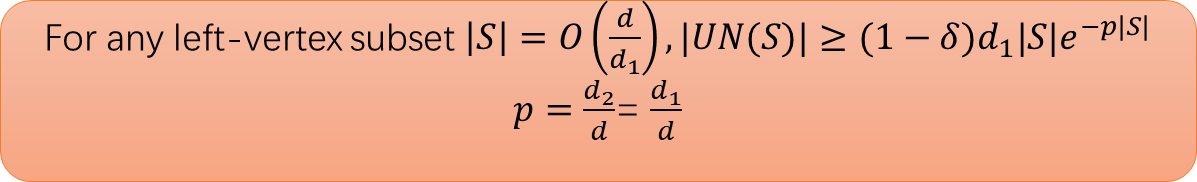 For any left-vertex subset |S| = O(d/d₁), |UN(S)| ≥ (1 − δ)d₁|S|e^{−p|S|}
p = d₂/d = d₁/d